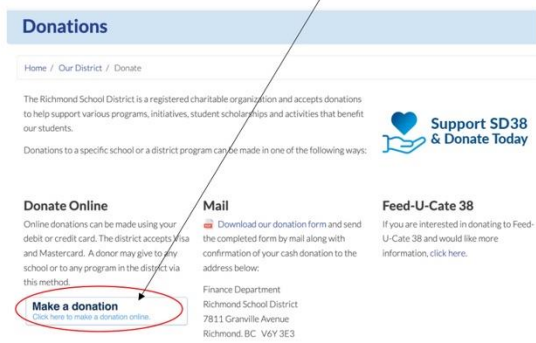 Donations
Home / Our District / Donate
The Richmond School District is a registered charitable organization and accepts donations
to help support various programs, initiatives, student scholarships and activities that benefit
our students.
Donations to a specific school or a district program can be made in one of the following ways:
Support SD38
& Donate Today
Donate Online
Online donations can be made using your
debit or credit card. The district accepts Visa
and Mastercard. A donor may give to any
school or to any program in the district via
this method.
Make a donation
Click here to make a donation online.
Mail
Download our donation form and send
the completed form by mail along with
confirmation of your cash donation to the
address below:
Finance Department
Richmond School District
7811 Granville Avenue
Richmond. BC V6Y 3E3
Feed-U-Cate 38
If you are interested in donating to Feed-
U-Cate 38 and would like more
information, click here.